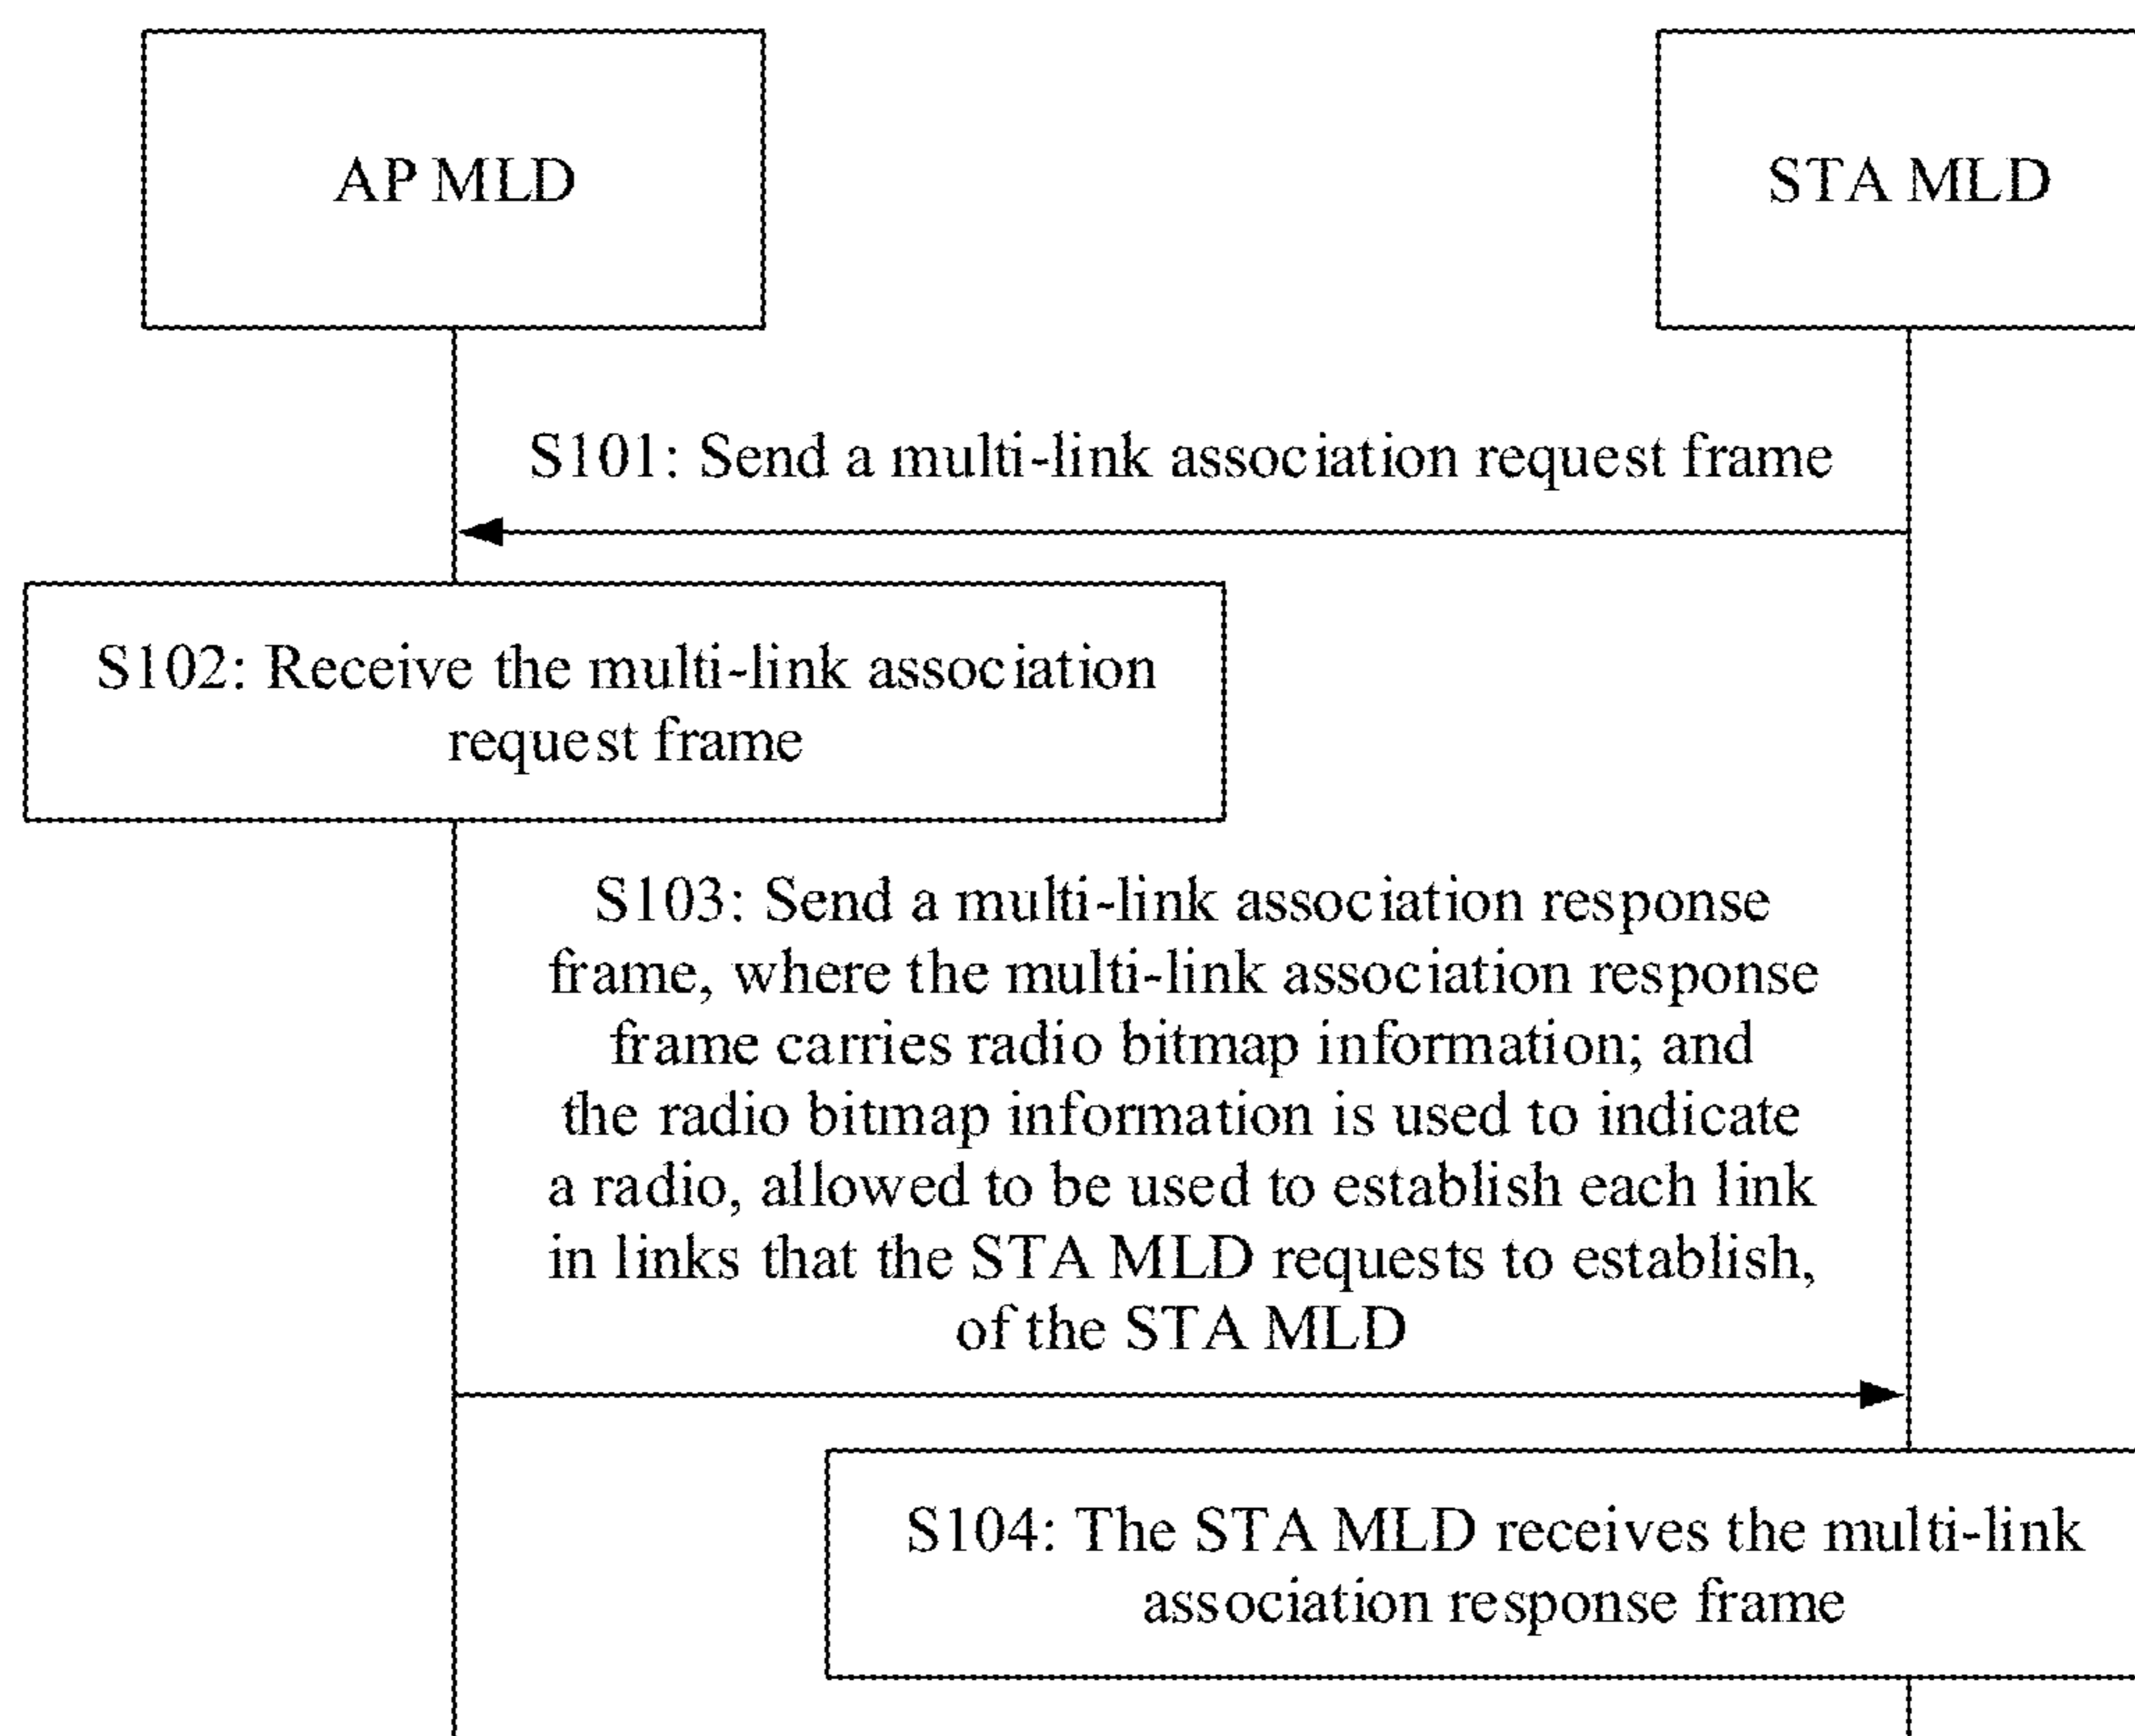 AP MLD
STA MLD
S101: Send a multi-link association request frame
S102: Receive the multi-link association
request frame
S103: Send a multi-link association response
frame, where the multi-link association response
frame carries radio bitmap information; and
the radio bitmap information is used to indicate
a radio, allowed to be used to establish each link
in links that the STA MLD requests to establish,
of the STA MLD
S104: The STA MLD receives the multi-link
association response frame